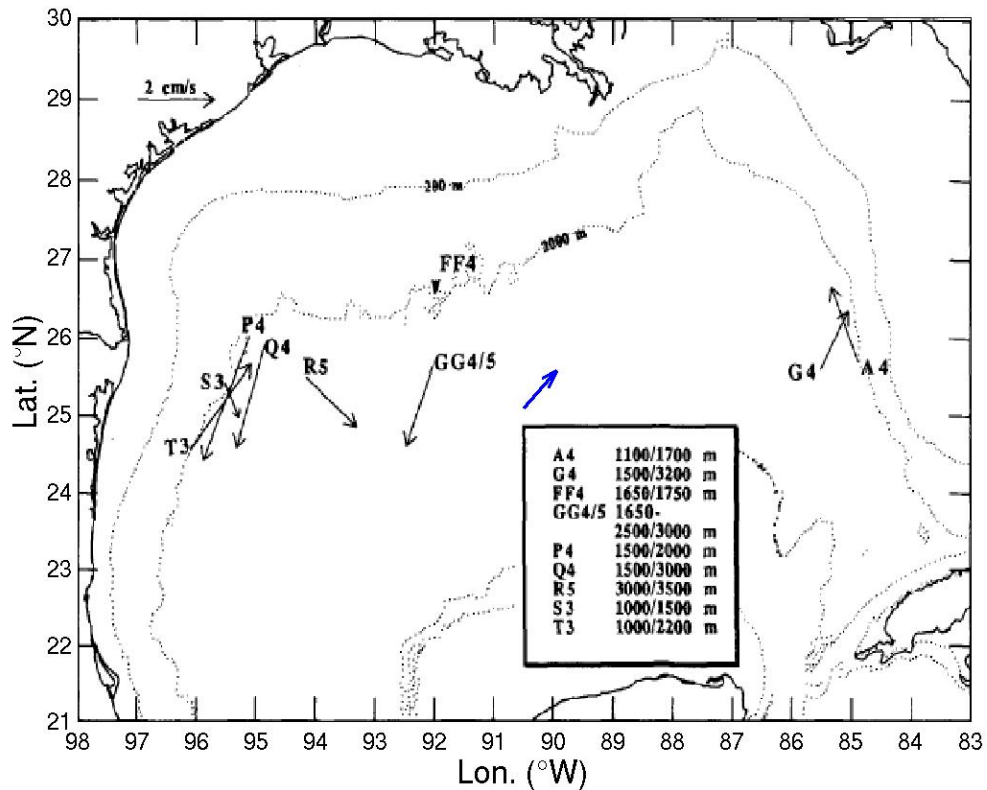 30
29
28
27
26
25
24
23
22
21
Lat. (°N)
2 cm/s
200 m
2000 m
FF4
P4
Q4
R5
S3
T3
GG4/5
G4
A4
A4 1100/1700 m
G4 1500/3200 m
FF4 1650/1750 m
GG4/5 1650-
2500/3000 m
P4 1500/2000 m
Q4 1500/3000 m
R5 3000/3500 m
S3 1000/1500 m
T3 1000/2200 m
98 97 96 95 94 93 92 91 90 89 88 87 86 85 84 83
Lon. (°W)